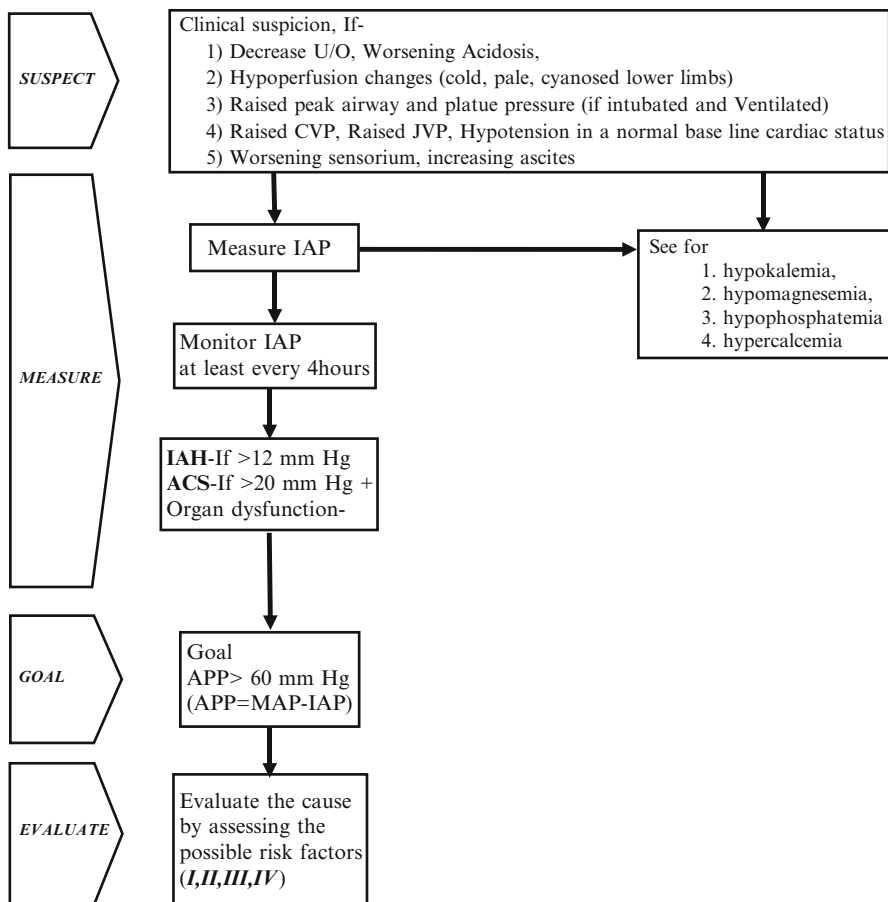 SUSPECT
Clinical suspicion, If-
1) Decrease U/O, Worsening Acidosis,
2) Hypoperfusion changes (cold, pale, cyanosed lower limbs)
3) Raised peak airway and platue pressure (if intubated and Ventilated)
4) Raised CVP, Raised JVP, Hypotension in a normal base line cardiac status
5) Worsening sensorium, increasing ascites
MEASURE
Measure IAP
See for
1. hypokalemia,
2. hypomagnesemia,
3. hypophosphatemia
4. hypercalcemia
Monitor IAP
at least every 4hours
IAH-If >12 mm Hg
ACS-If >20 mm Hg +
Organ dysfunction-
GOAL
Goal
APP> 60 mm Hg
(APP=MAP-IAP)
EVALUATE
Evaluate the cause
by assessing the
possible risk factors
(I,II,III,IV)